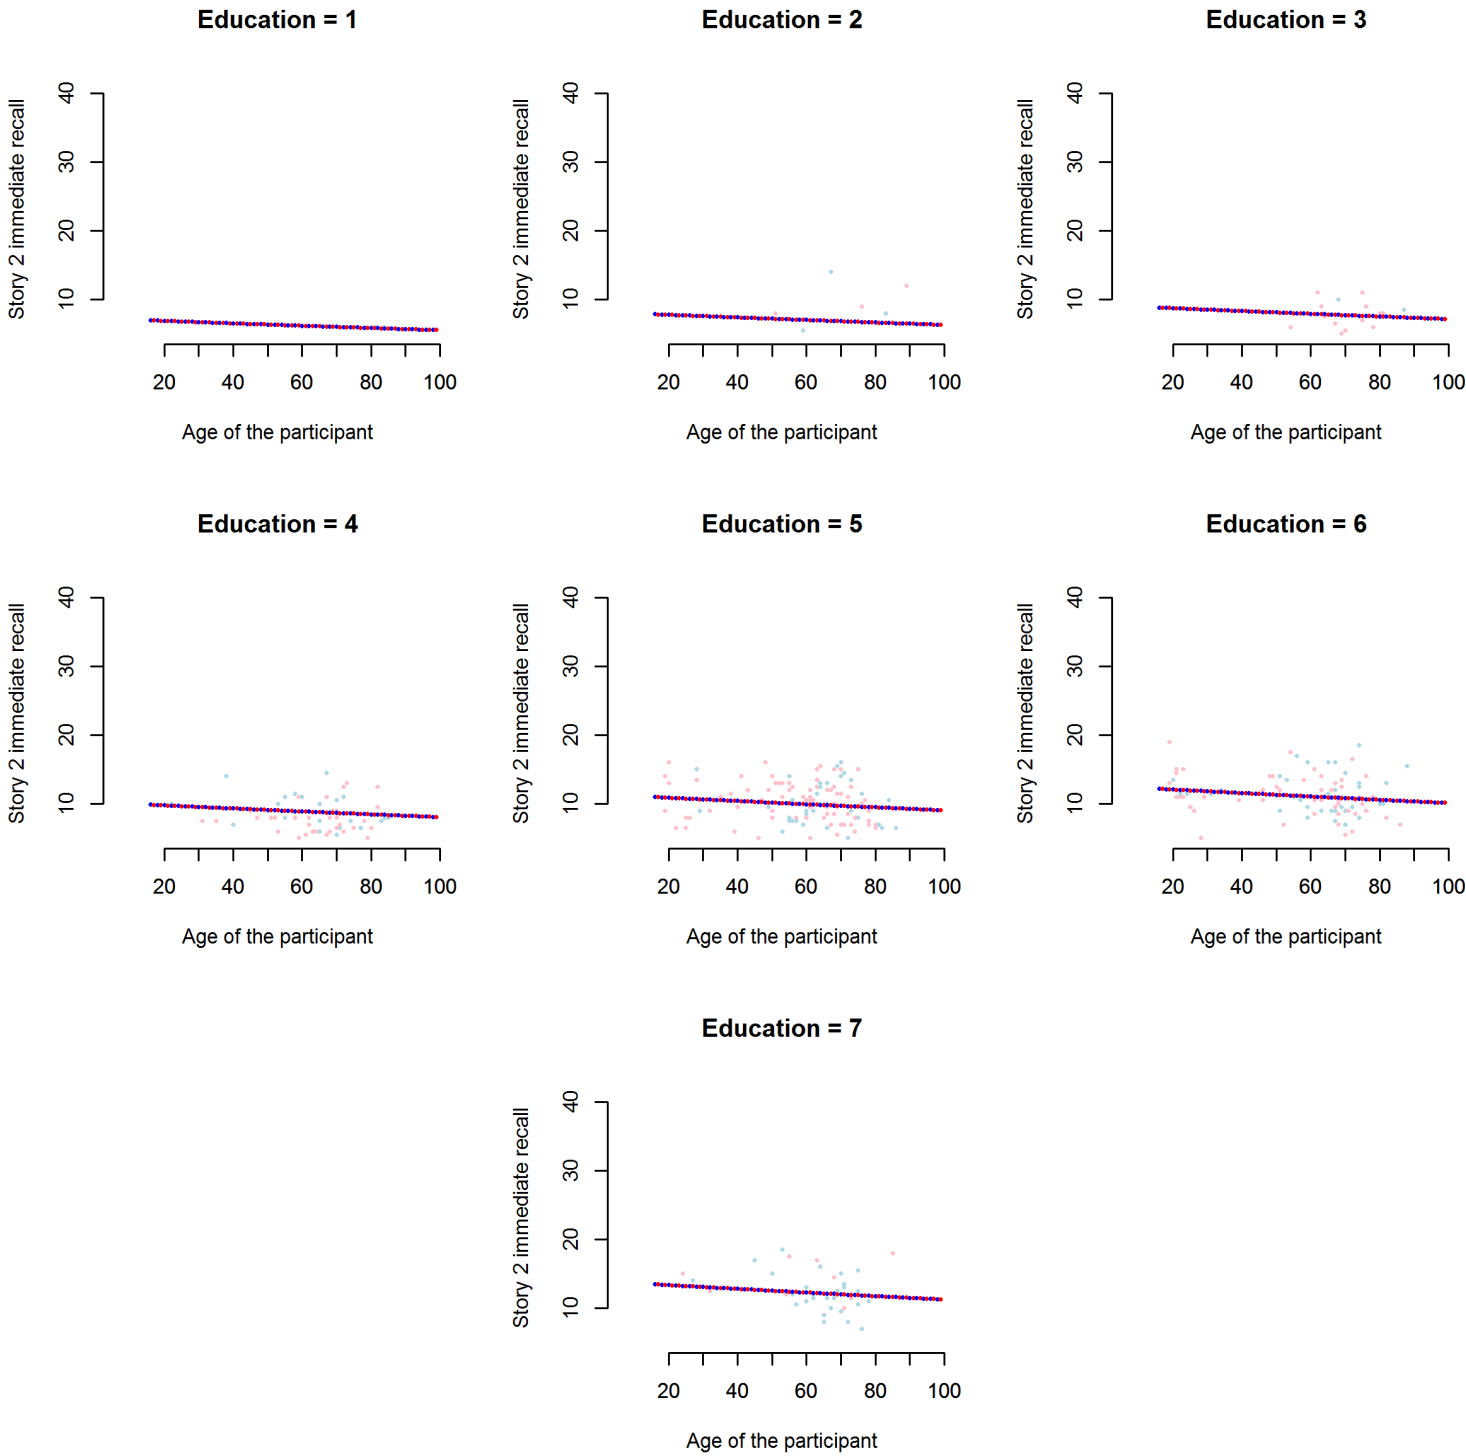 Education = 1
Story 2 immediate recall
40
30
20
10
20 40 60 80 100
Age of the participant
Education = 2
Story 2 immediate recall
40
30
20
10
20 40 60 80 100
Age of the participant
Education = 3
Story 2 immediate recall
40
30
20
10
20 40 60 80 100
Age of the participant
Education = 4
Story 2 immediate recall
40
30
20
10
20 40 60 80 100
Age of the participant
Education = 5
Story 2 immediate recall
40
30
20
10
20 40 60 80 100
Age of the participant
Education = 6
Story 2 immediate recall
40
30
20
10
20 40 60 80 100
Age of the participant
Education = 7
Story 2 immediate recall
40
30
20
10
20 40 60 80 100
Age of the participant